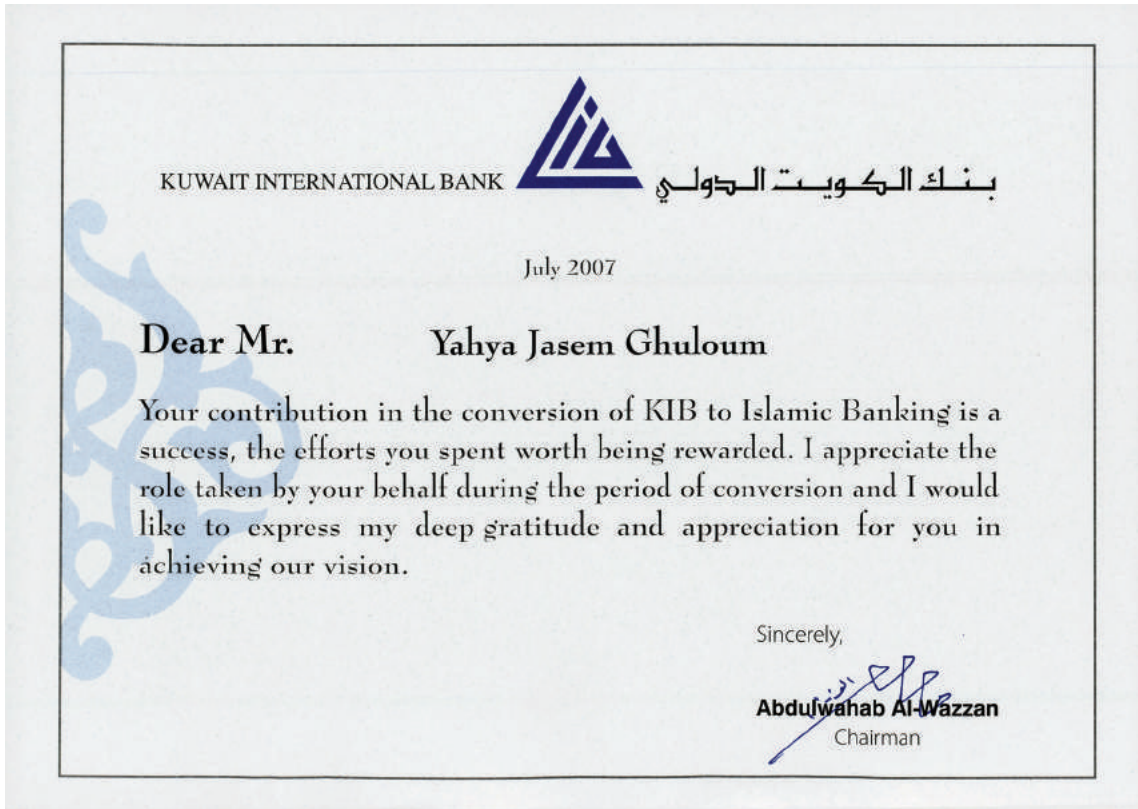 KUWAIT INTERNATIONAL BANK بنك الكويت الدولي
July 2007
Dear Mr. Yahya Jasem Ghuloum
Your contribution in the conversion of KIB to Islamic Banking is a
success, the efforts you spent worth being rewarded. I appreciate the
role taken by your behalf during the period of conversion and I would
like to express my deep gratitude and appreciation for you in
achieving our vision.
Sincerely,
Abdulwahab Al-Wazzan
Chairman